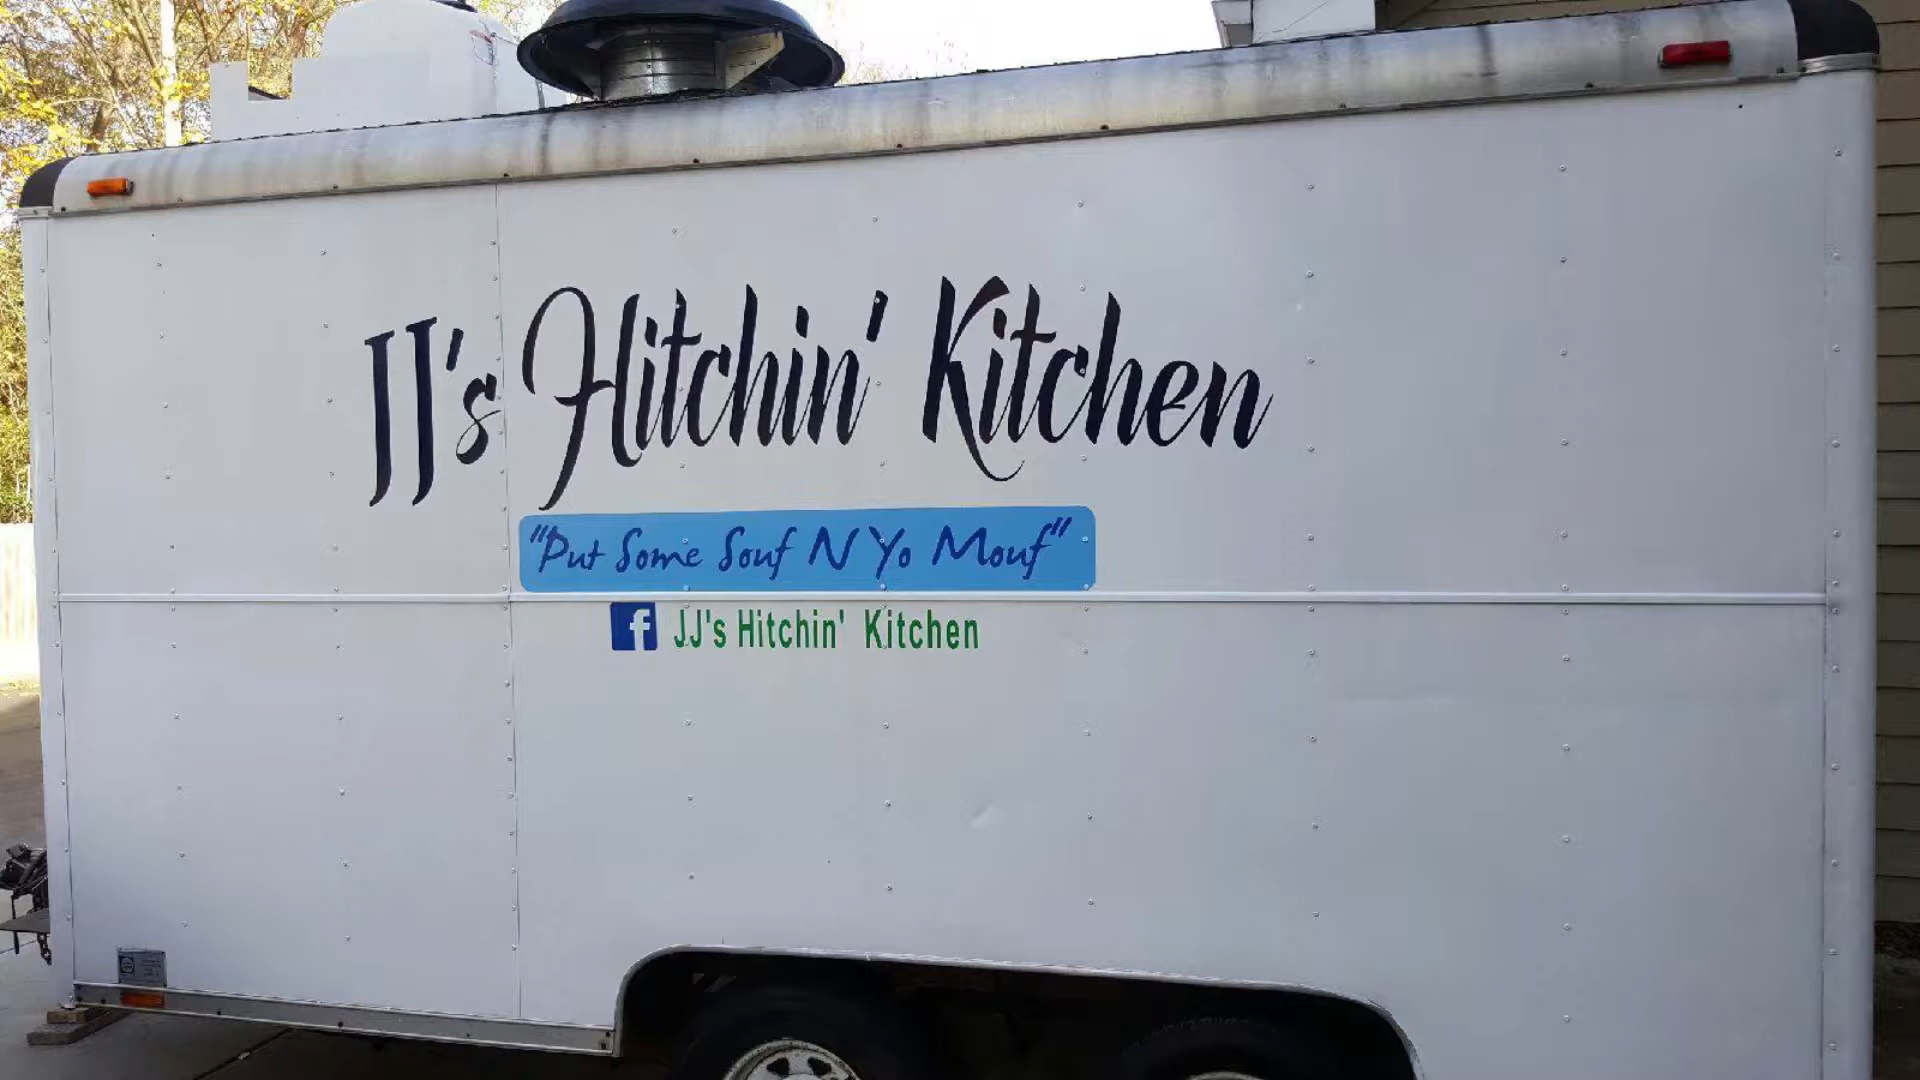 JJ's Hitchin' Kitchen
"Put Some Souf N Yo Mouf"
f JJ's Hitchin' Kitchen